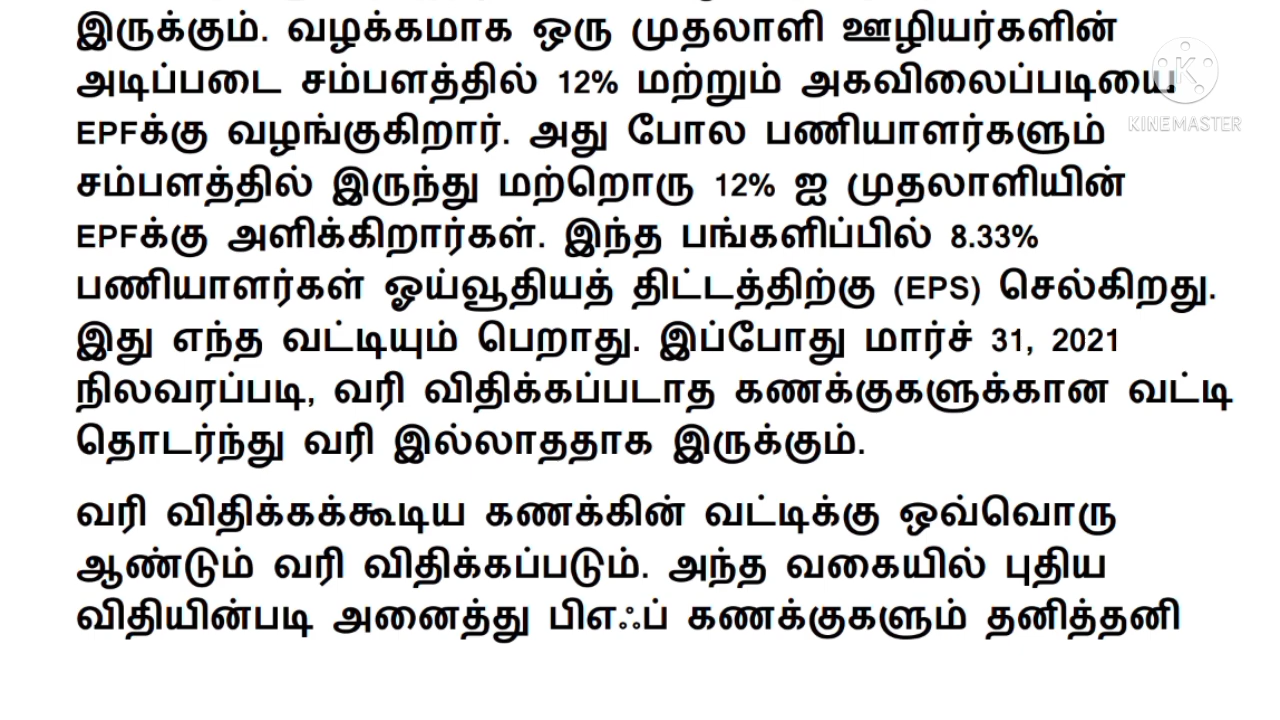 இருக்கும். வழக்கமாக ஒரு முதலாளி ஊழியர்களின்
அடிப்படை சம்பளத்தில் 12% மற்றும் அகவிலைப்படியை
EPFக்கு வழங்குகிறார். அது போல பணியாளர்களும்
சம்பளத்தில் இருந்து மற்றொரு 12% ஐ முதலாளியின்
EPFக்கு அளிக்கிறார்கள். இந்த பங்களிப்பில் 8.33%
பணியாளர்கள் ஓய்வூதியத் திட்டத்திற்கு (EPS) செல்கிறது.
இது எந்த வட்டியும் பெறாது. இப்போது மார்ச் 31, 2021
நிலவரப்படி, வரி விதிக்கப்படாத கணக்குகளுக்கான வட்டி
தொடர்ந்து வரி இல்லாததாக இருக்கும்.
வரி விதிக்கக்கூடிய கணக்கின் வட்டிக்கு ஒவ்வொரு
ஆண்டும் வரி விதிக்கப்படும். அந்த வகையில் புதிய
விதியின்படி அனைத்து பிஎஃப் கணக்குகளும் தனித்தனி
K
KINEMASTER